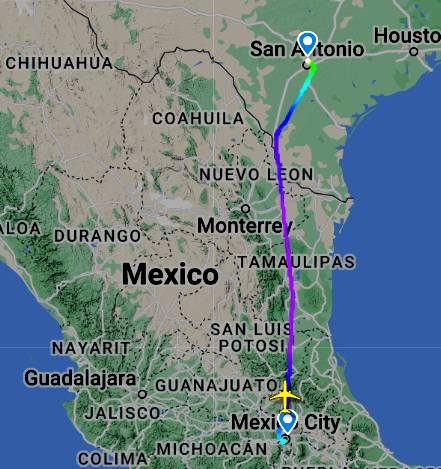 San Antonio
Housto
CHIHUAHUA
COAHUILA
NUEVO LEON
Monterrey
ALOA
DURANGO
TAMAULIPAS
Mexico
SAN LUIS
POTOSI
NAYARIT
Guadalajara
GUANAJUATO
JALISCO
Mexico City
MICHOACÁN
COLIMA